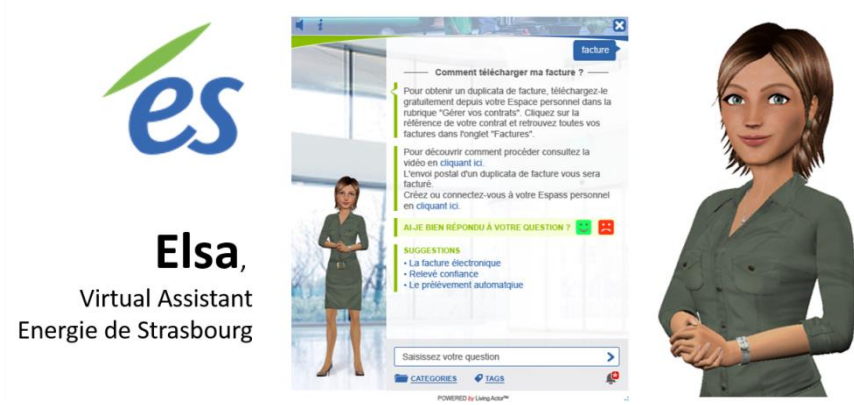 es
Elsa,
Virtual Assistant
Energie de Strasbourg
i
facture
Comment télécharger ma facture ?
Pour obtenir un duplicata de facture, téléchargez-le
gratuitement depuis votre Espace personnel dans la
rubrique "Gérer vos contrats". Cliquez sur la
référence de votre contrat et retrouvez toutes vos
factures dans l'onglet "Factures".
Pour découvrir comment procéder consultez la
vidéo en cliquant ici.
L'envoi postal d'un duplicata de facture vous sera
facturé.
Créez ou connectez-vous à votre Espass personnel
en cliquant ici.
AI-JE BIEN RÉPONDU À VOTRE QUESTION ?
SUGGESTIONS
• La facture électronique
• Relevé confiance
• Le prélèvement automatqiue
Saisissez votre question
CATEGORIES TAGS
POWERED by Living Actor™